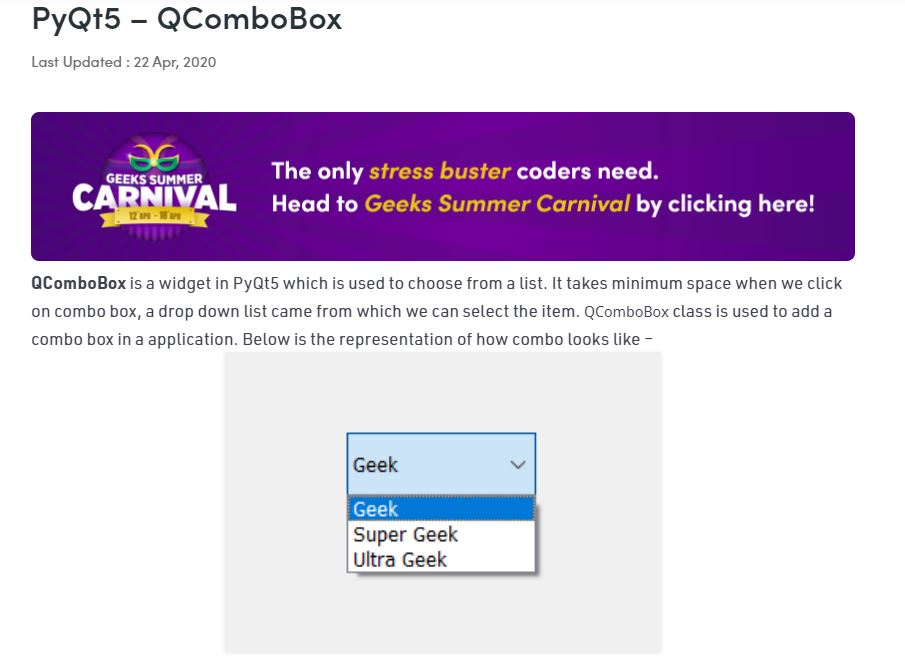 PyQt5 – QComboBox
Last Updated : 22 Apr, 2020
GEEKS SUMMER
CARNIVAL
12 APR - 18 APR
The only stress buster coders need.
Head to Geeks Summer Carnival by clicking here!
QComboBox is a widget in PyQt5 which is used to choose from a list. It takes minimum space when we click
on combo box, a drop down list came from which we can select the item. QComboBox class is used to add a
combo box in a application. Below is the representation of how combo looks like –
Geek
Geek
Super Geek
Ultra Geek